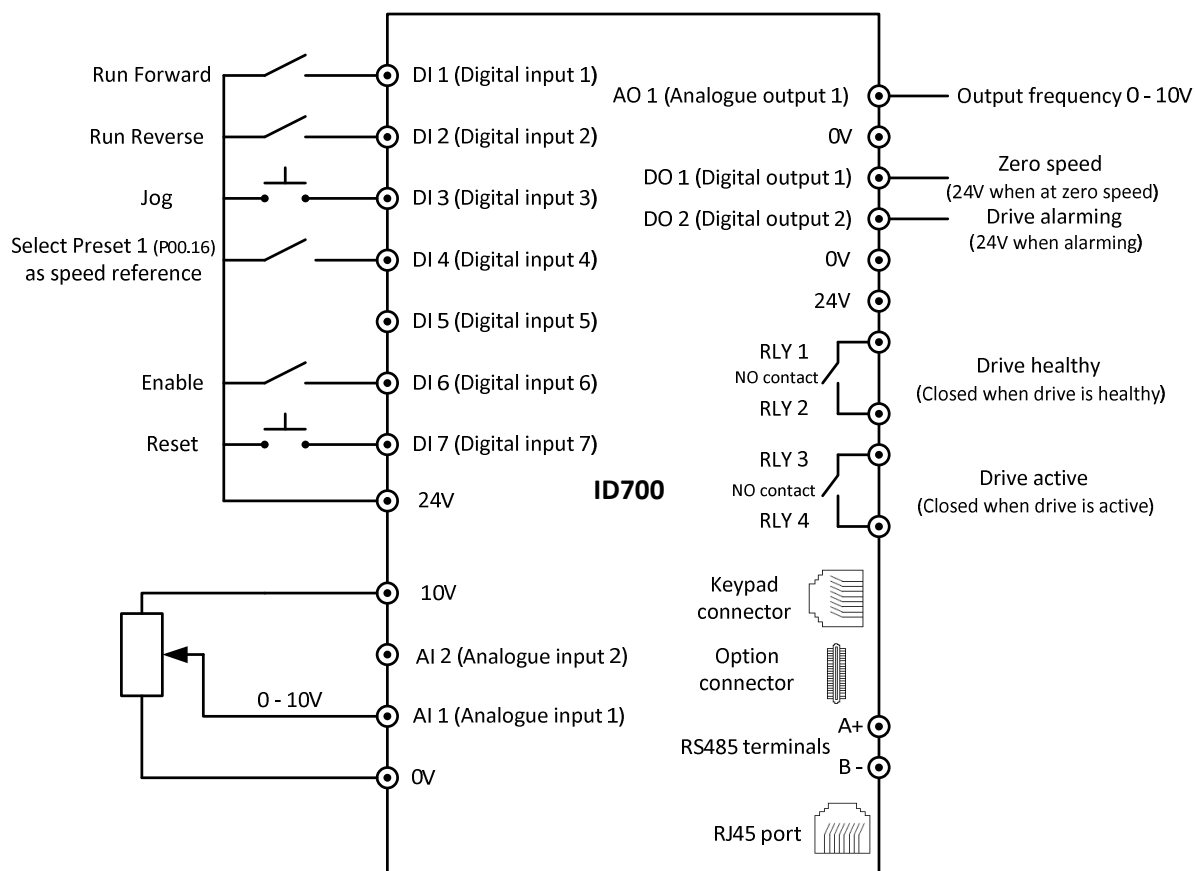 Run Forward
DI 1 (Digital input 1)
Run Reverse
DI 2 (Digital input 2)
Jog
DI 3 (Digital input 3)
Select Preset 1 (P00.16)
as speed reference
DI 4 (Digital input 4)
DI 5 (Digital input 5)
Enable
DI 6 (Digital input 6)
Reset
DI 7 (Digital input 7)
24V
10V
AI 2 (Analogue input 2)
0 - 10V
AI 1 (Analogue input 1)
0V
ID700
AO 1 (Analogue output 1)
Output frequency 0 - 10V
0V
DO 1 (Digital output 1)
Zero speed
(24V when at zero speed)
DO 2 (Digital output 2)
Drive alarming
(24V when alarming)
0V
24V
RLY 1
NO contact
RLY 2
Drive healthy
(Closed when drive is healthy)
RLY 3
NO contact
RLY 4
Drive active
(Closed when drive is active)
Keypad
connector
Option
connector
A+
RS485 terminals
B -
RJ45 port